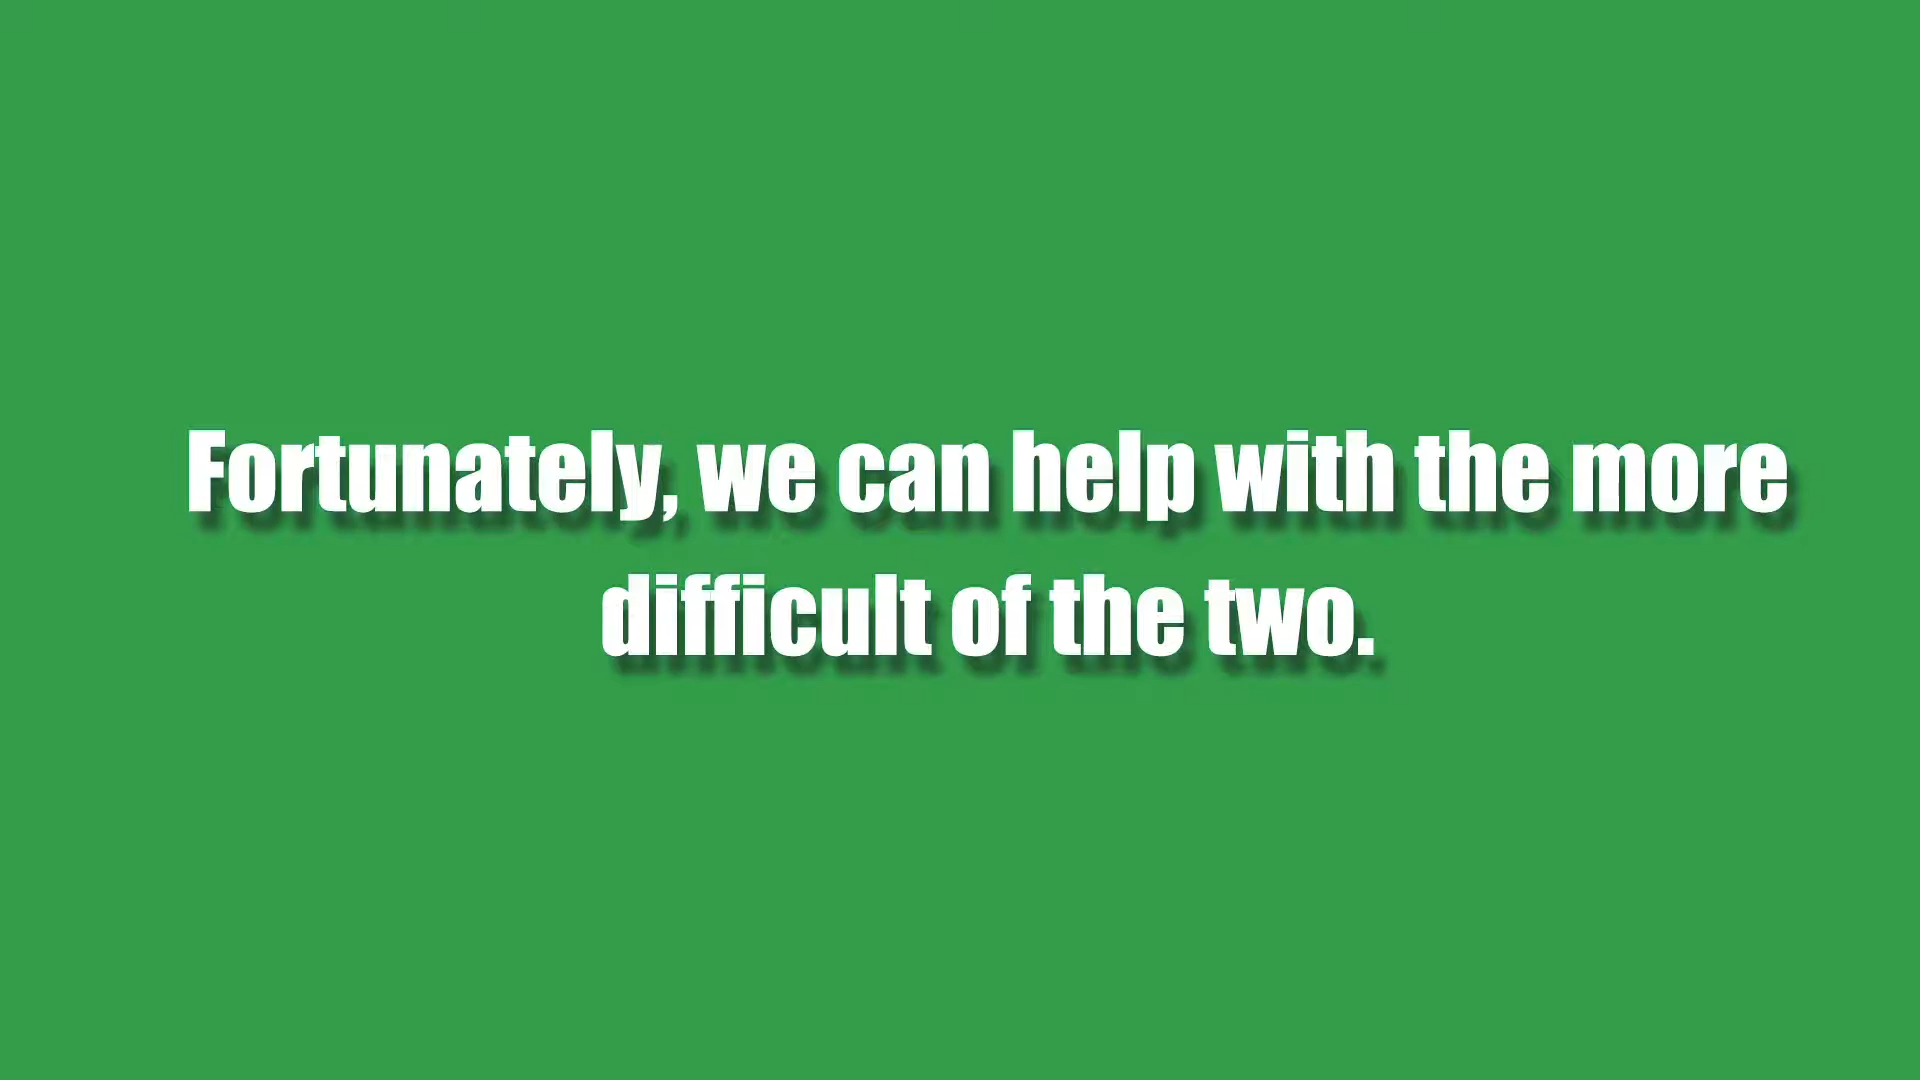 Fortunately, we can help with the more
difficult of the two.